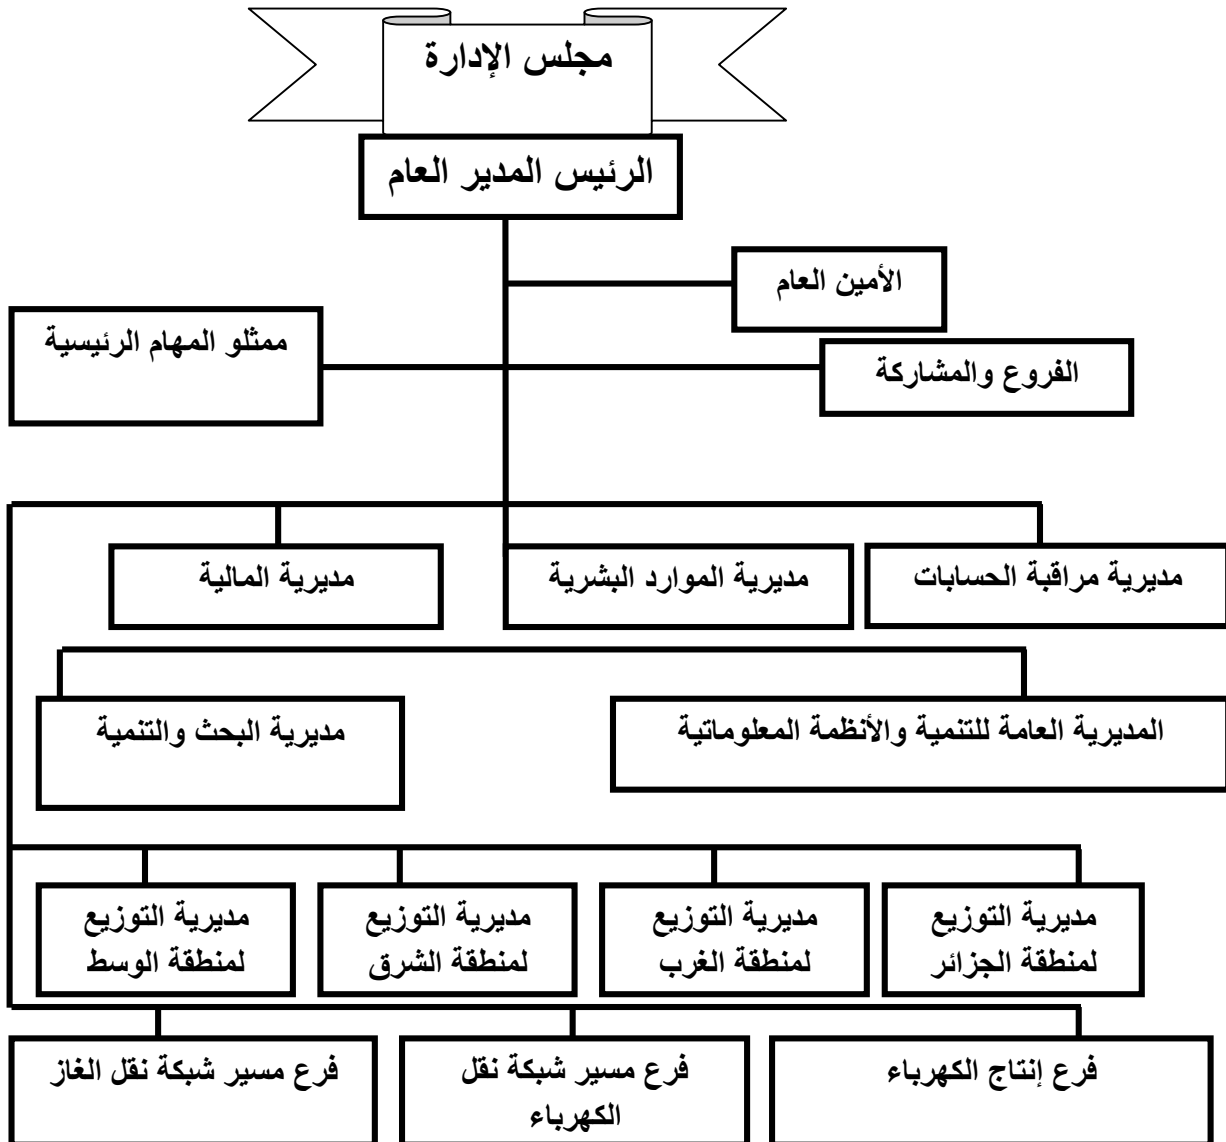 مجلس الإدارة
الرئيس المدير العام
الأمين العام
ممثلو المهام الرئيسية
الفروع والمشاركة
مديرية مراقبة الحسابات
مديرية الموارد البشرية
مديرية المالية
المديرية العامة للتنمية والأنظمة المعلوماتية
مديرية البحث والتنمية
مديرية التوزيع
لمنطقة الجزائر
مديرية التوزيع
لمنطقة الغرب
مديرية التوزيع
لمنطقة الشرق
مديرية التوزيع
لمنطقة الوسط
فرع إنتاج الكهرباء
فرع مسير شبكة نقل
الكهرباء
فرع مسير شبكة نقل الغاز